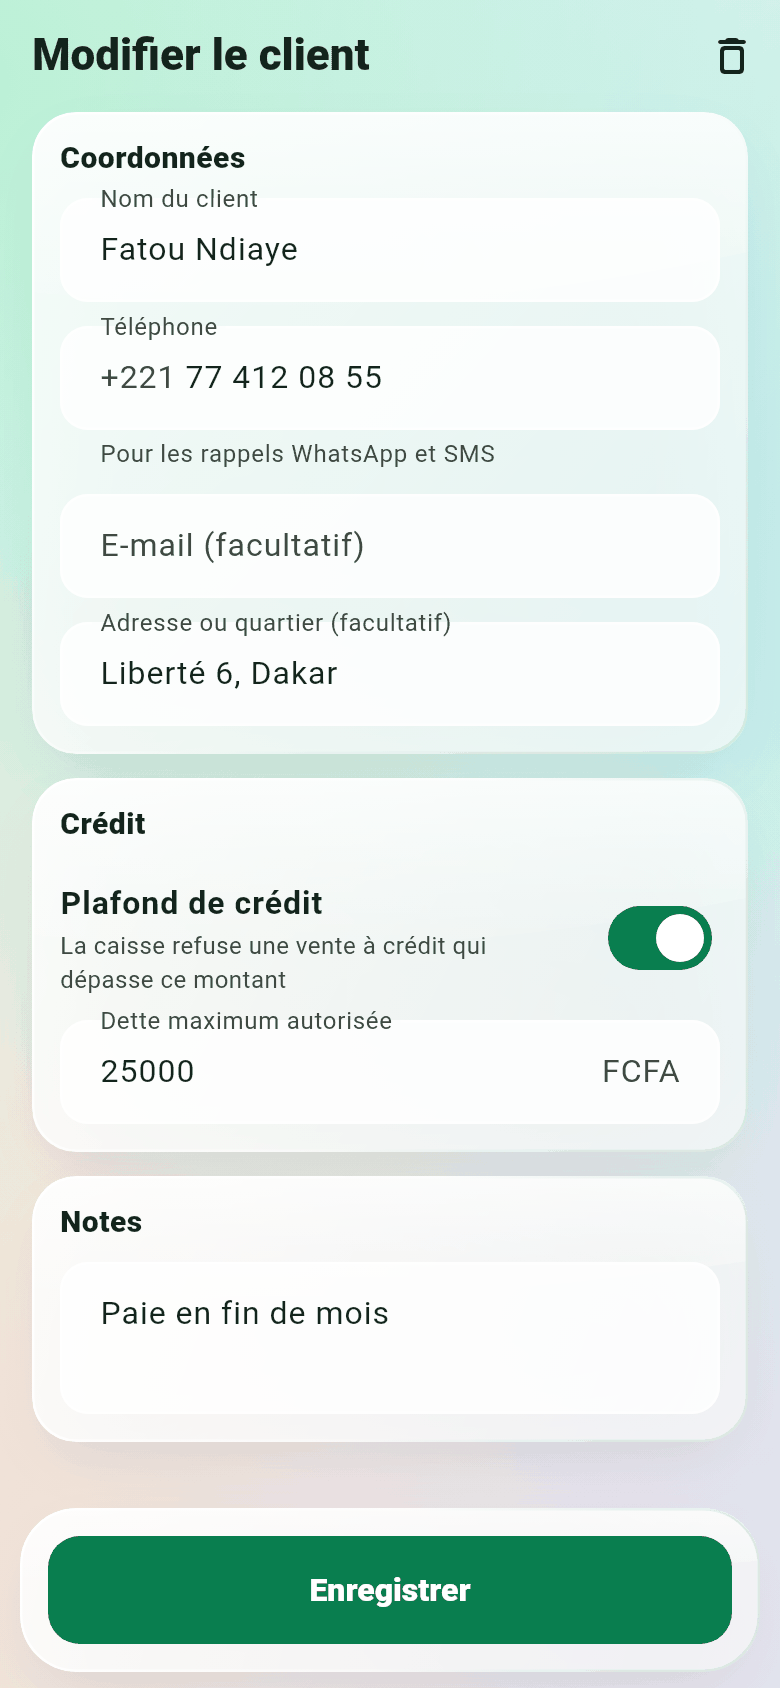 Modifier le client
Coordonnées
Nom du client
Fatou Ndiaye
Téléphone
+221 77 412 08 55
Pour les rappels WhatsApp et SMS
E-mail (facultatif)
Adresse ou quartier (facultatif)
Liberté 6, Dakar
Crédit
Plafond de crédit
La caisse refuse une vente à crédit qui
dépasse ce montant
Dette maximum autorisée
25000 FCFA
Notes
Paie en fin de mois
Enregistrer